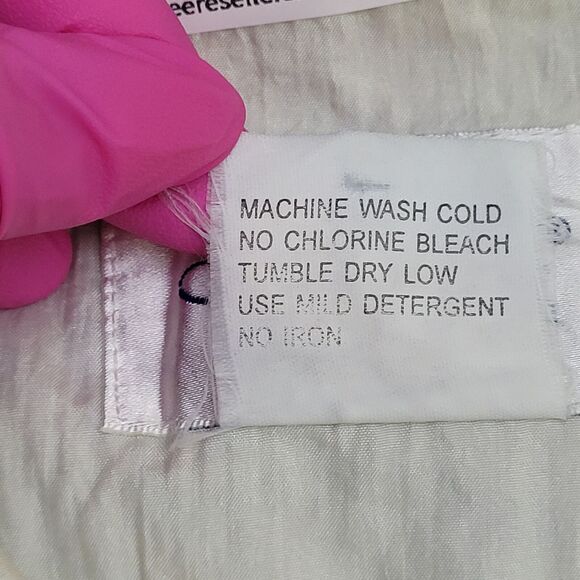 MACHINE WASH COLD
NO CHLORINE BLEACH
TUMBLE DRY LOW
USE MILD DETERGENT
NO IRON